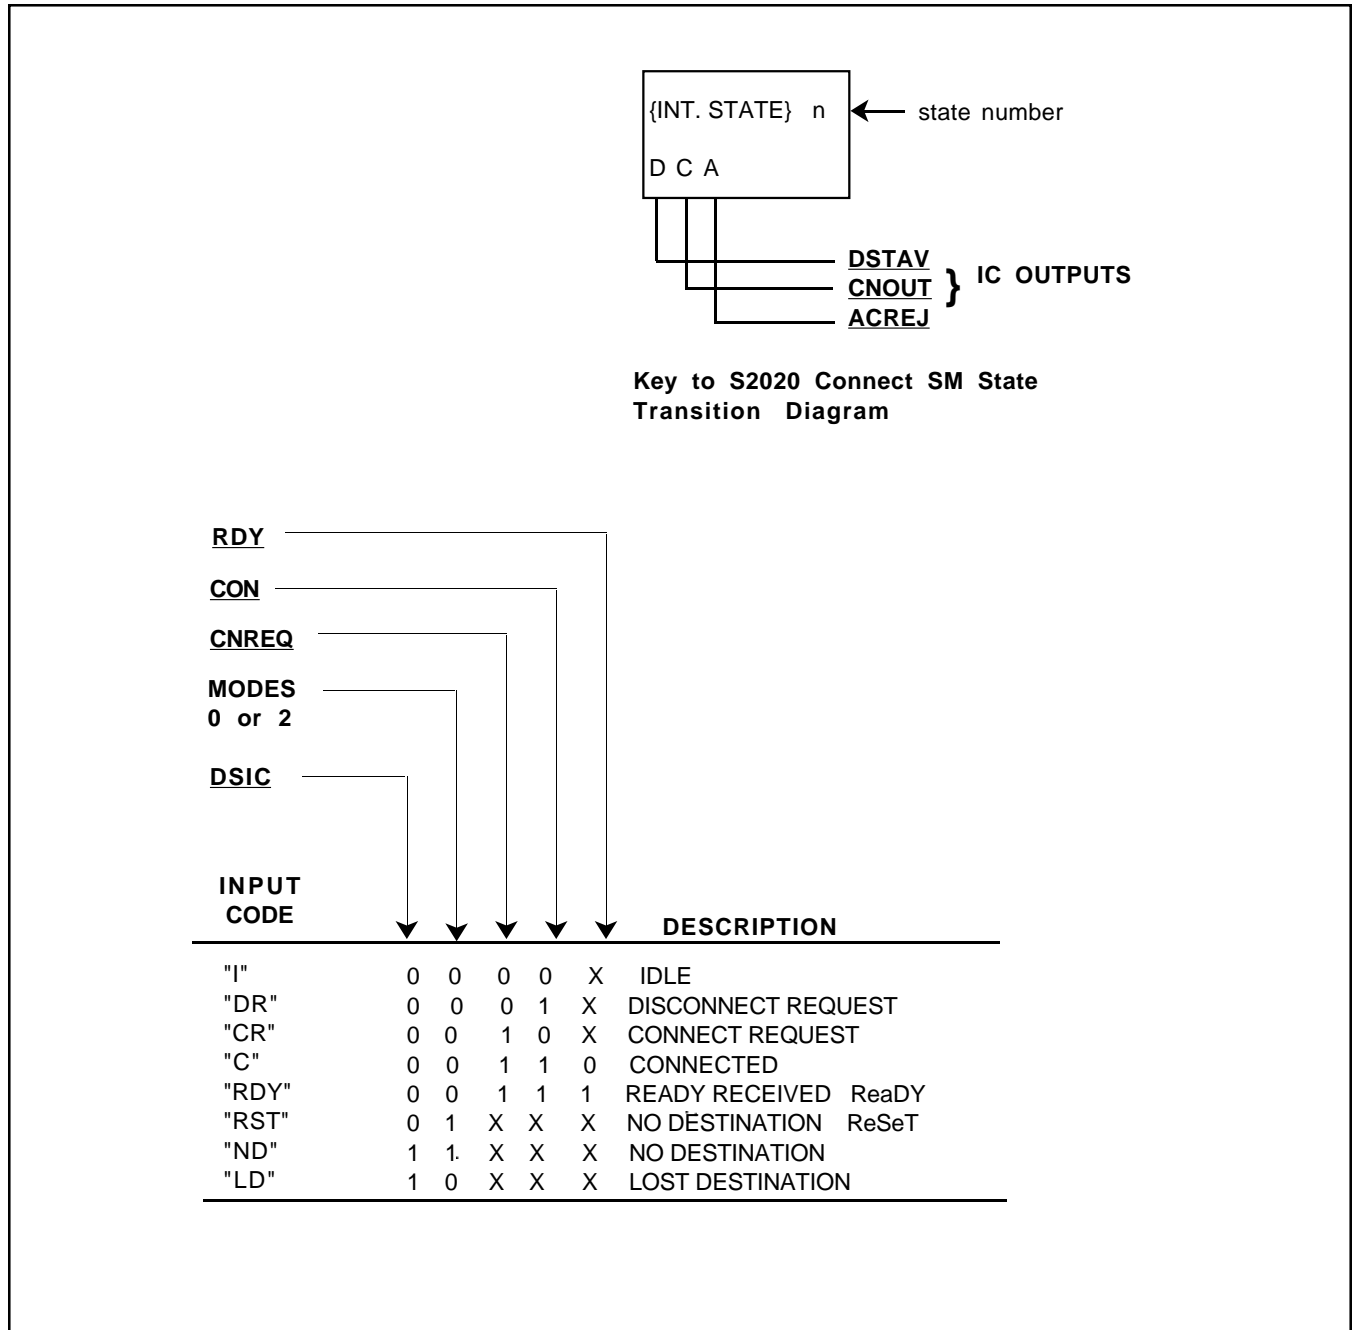 {INT. STATE} n
state number
D C A
DSTAV
CNOUT
ACREJ
} IC OUTPUTS
Key to S2020 Connect SM State
Transition Diagram
RDY
CON
CNREQ
MODES
0 or 2
DSIC
INPUT
CODE
DESCRIPTION
"I" 0 0 0 0 X IDLE
"DR" 0 0 0 1 X DISCONNECT REQUEST
"CR" 0 0 1 0 X CONNECT REQUEST
"C" 0 0 1 1 0 CONNECTED
"RDY" 0 0 1 1 1 READY RECEIVED ReaDY
"RST" 0 1 X X X NO DESTINATION ReSeT
"ND" 1 1 X X X NO DESTINATION
"LD" 1 0 X X X LOST DESTINATION